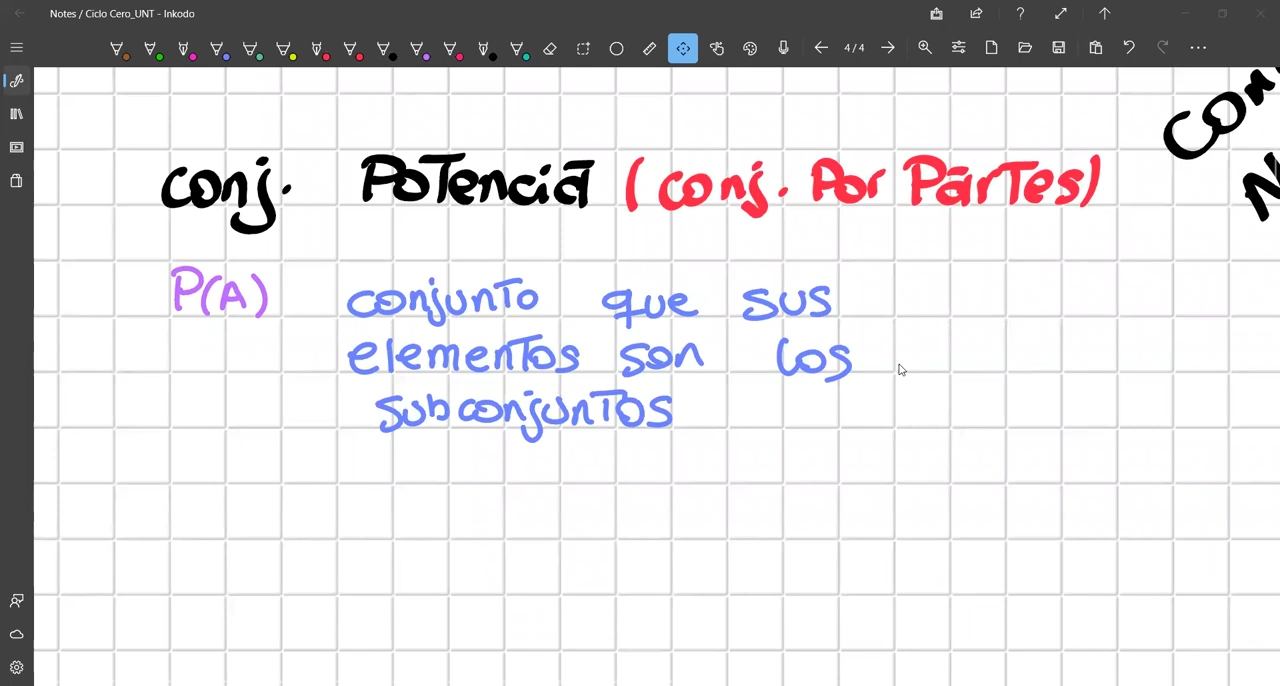 Notes / Ciclo Cero_UNT - Inkodo
4/4
conj. Potencia (conj. Por Partes)
P(A) conjunto que sus
elementos son los
subconjuntos